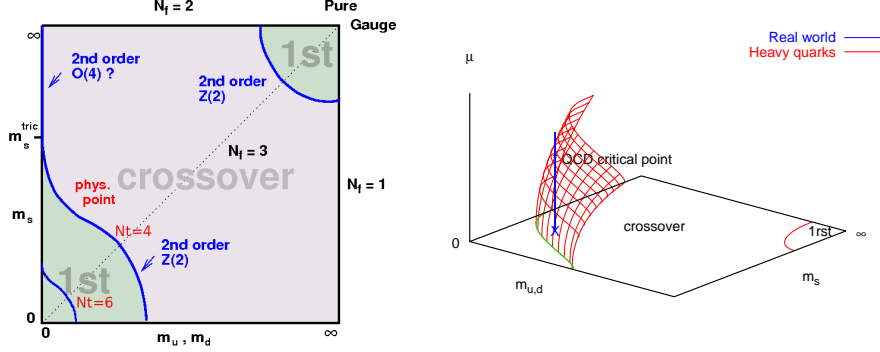 N_f = 2
Pure
Gauge
∞
2nd order
O(4) ?
1st
2nd order
Z(2)
m_s^tric
N_f = 3
crossover
phys.
point
N_f = 1
m_s
Nt=4
2nd order
Z(2)
1st
Nt=6
0
0
m_u , m_d
∞
Real world
Heavy quarks
μ
QCD critical point
X
0
crossover
1rst
∞
m_u,d
m_s